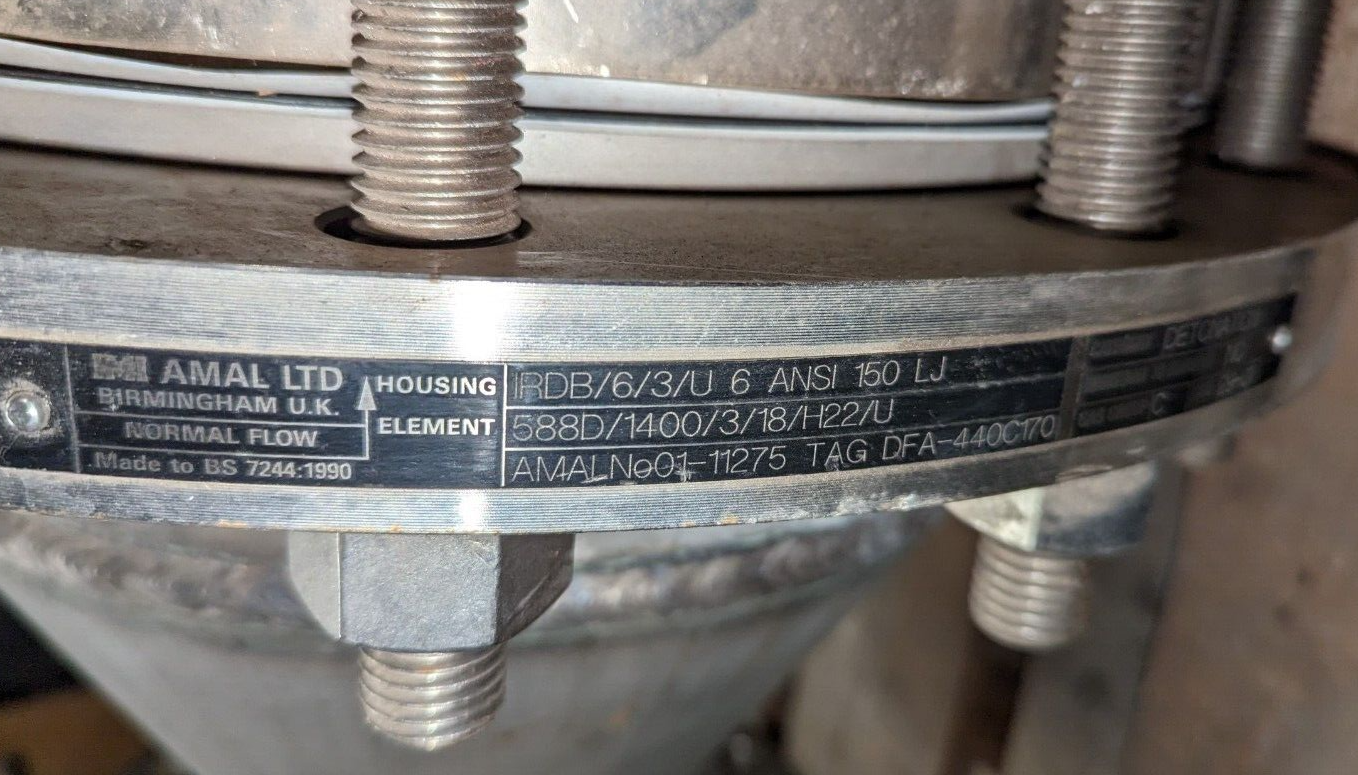 IMI AMAL LTD
BIRMINGHAM U.K.
NORMAL FLOW
Made to BS 7244:1990
HOUSING
ELEMENT
IRDB/6/3/U 6 ANSI 150 LJ
588D/1400/3/18/H22/U
AMALNo01-11275 TAG DFA-440C170